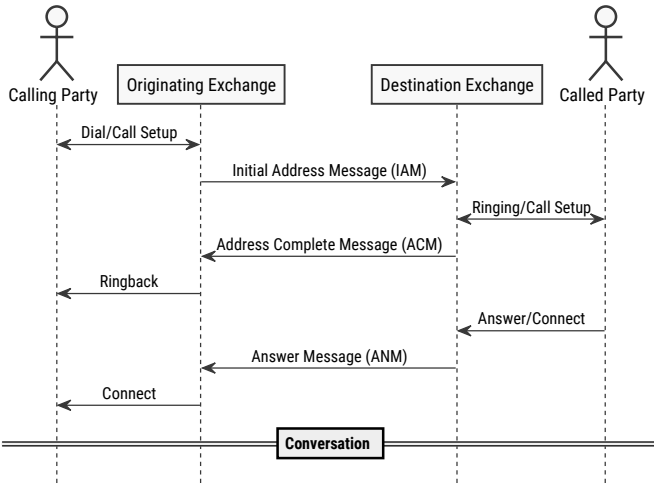 Calling Party
Originating Exchange
Destination Exchange
Called Party
Dial/Call Setup
Initial Address Message (IAM)
Ringing/Call Setup
Address Complete Message (ACM)
Ringback
Answer/Connect
Answer Message (ANM)
Connect
Conversation